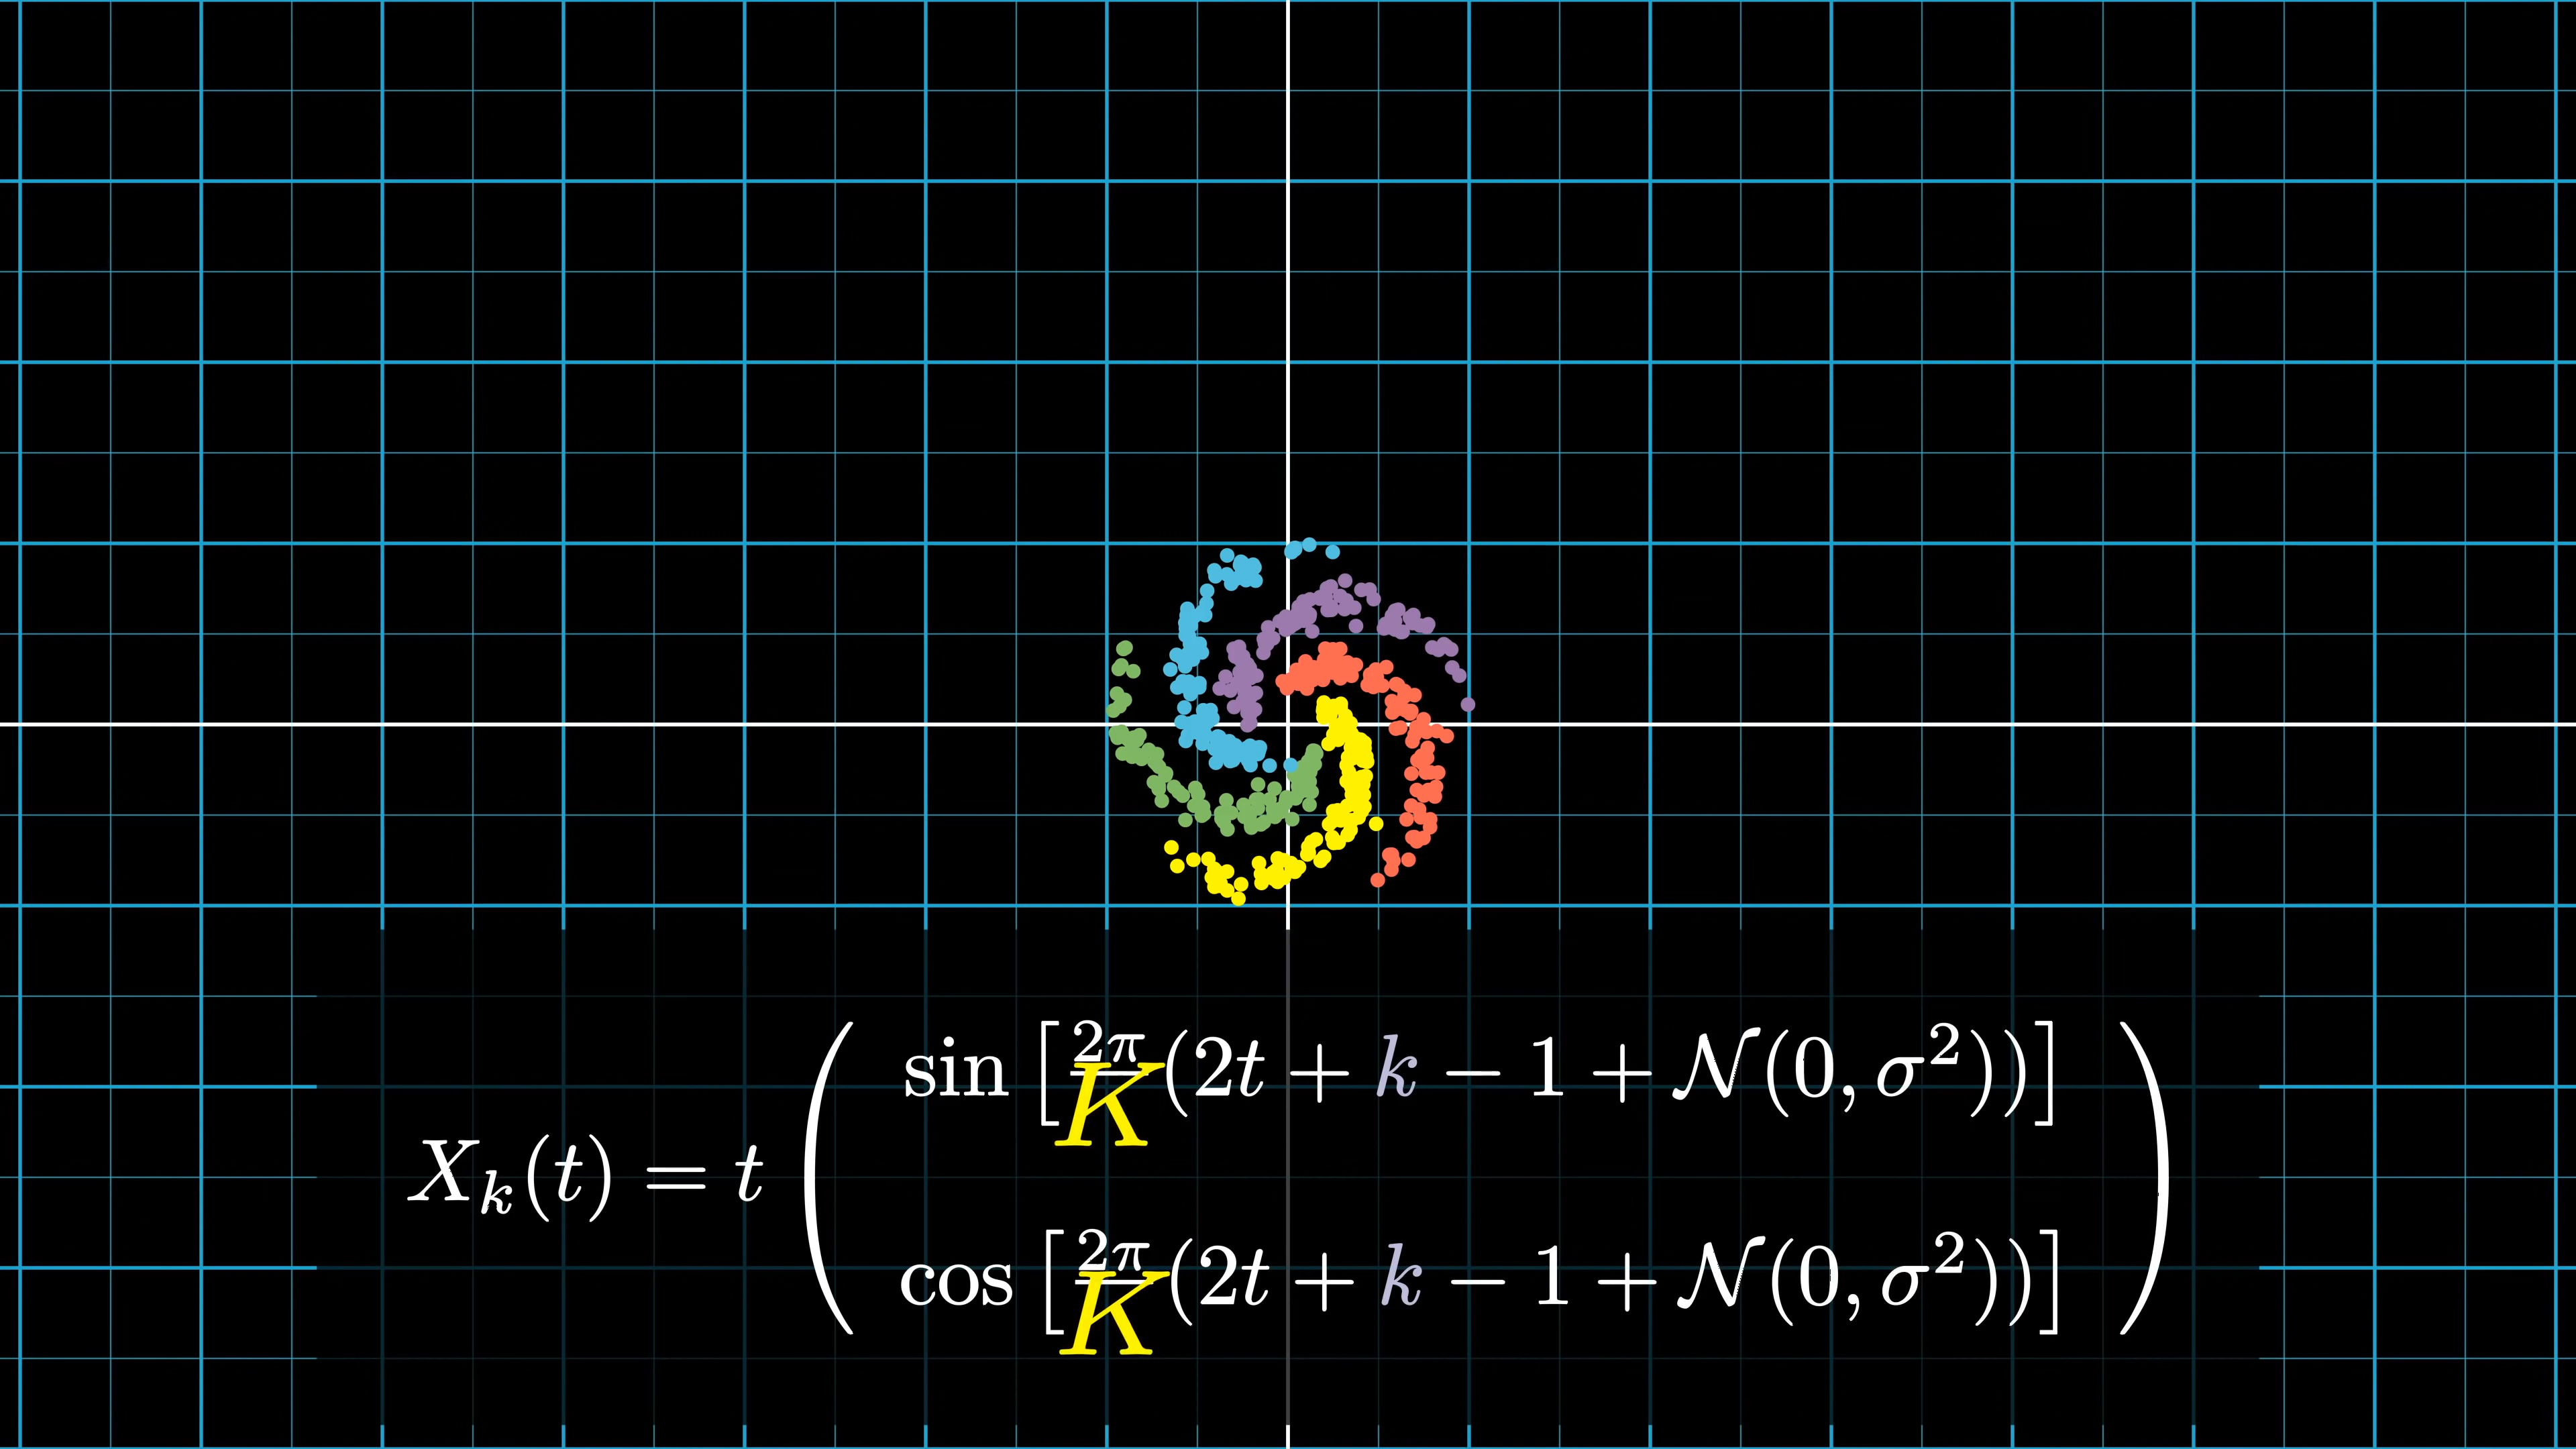 X_k(t) = t ( sin [2π/K (2t + k − 1 + 𝒩(0, σ²))]
cos [2π/K (2t + k − 1 + 𝒩(0, σ²))] )